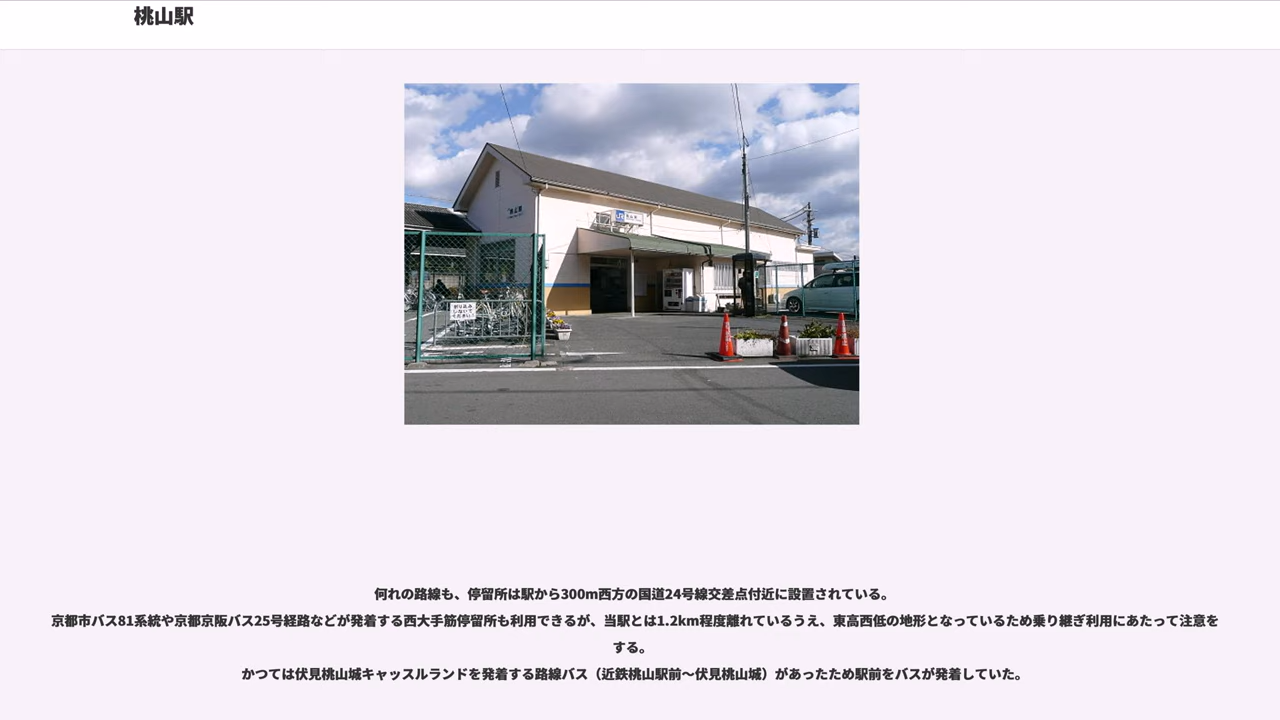 桃山駅
JR
何れの路線も、停留所は駅から300m西方の国道24号線交差点付近に設置されている。
京都市バス81系統や京都京阪バス25号経路などが発着する西大手筋停留所も利用できるが、当駅とは1.2km程度離れているうえ、東高西低の地形となっているため乗り継ぎ利用にあたって注意を
する。
かつては伏見桃山城キャッスルランドを発着する路線バス（近鉄桃山駅前〜伏見桃山城）があったため駅前をバスが発着していた。